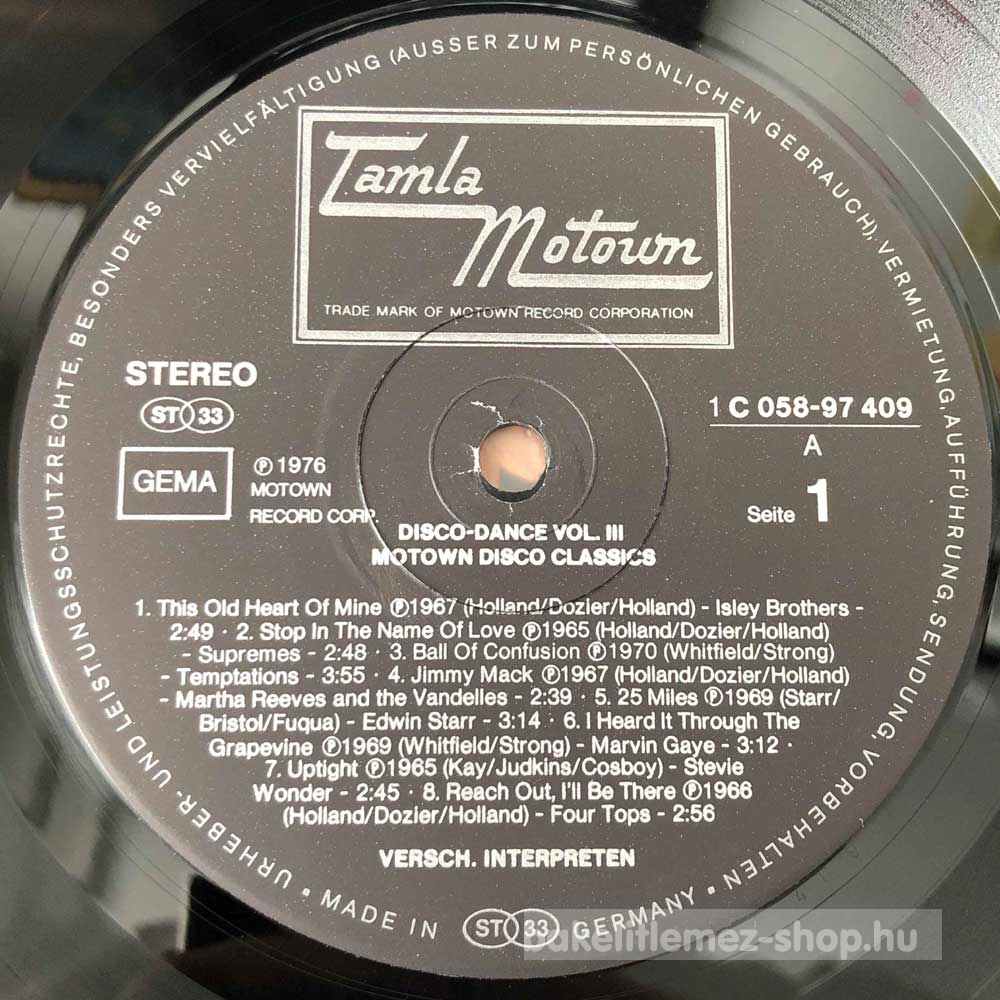 URHEBER- UND LEISTUNGSSCHUTZRECHTE, BESONDERS VERVIELFÄLTIGUNG (AUSSER ZUM PERSÖNLICHEN GEBRAUCH), VERMIETUNG, AUFFÜHRUNG, SENDUNG, VORBEHALTEN •
Tamla
Motown
TRADE MARK OF MOTOWN RECORD CORPORATION
STEREO
ST 33
GEMA
℗ 1976
MOTOWN
RECORD CORP.
1 C 058-97 409
A
Seite 1
DISCO-DANCE VOL. III
MOTOWN DISCO CLASSICS
1. This Old Heart Of Mine ℗1967 (Holland/Dozier/Holland) - Isley Brothers -
2:49 · 2. Stop In The Name Of Love ℗1965 (Holland/Dozier/Holland)
- Supremes - 2:48 · 3. Ball Of Confusion ℗1970 (Whitfield/Strong)
- Temptations - 3:55 · 4. Jimmy Mack ℗1967 (Holland/Dozier/Holland)
- Martha Reeves and the Vandelles - 2:39 · 5. 25 Miles ℗1969 (Starr/
Bristol/Fuqua) - Edwin Starr - 3:14 · 6. I Heard It Through The
Grapevine ℗1969 (Whitfield/Strong) - Marvin Gaye - 3:12 ·
7. Uptight ℗1965 (Kay/Judkins/Cosboy) - Stevie
Wonder - 2:45 · 8. Reach Out, I'll Be There ℗1966
(Holland/Dozier/Holland) - Four Tops - 2:56
VERSCH. INTERPRETEN
• MADE IN ST 33 GERMANY •
bakelitlemez-shop.hu